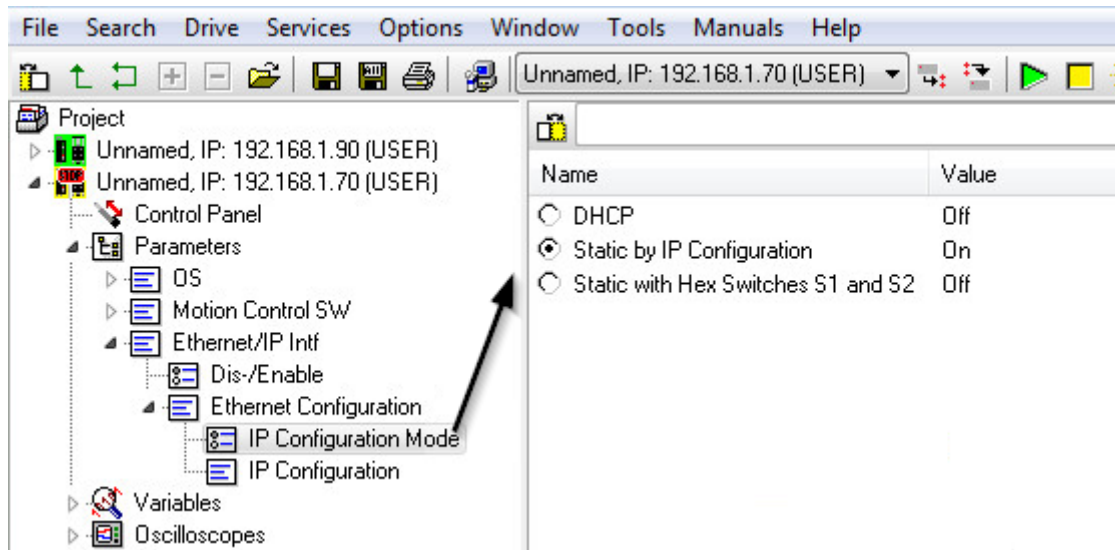 File Search Drive Services Options Window Tools Manuals Help
ALL Unnamed, IP: 192.168.1.70 (USER)
Project
Unnamed, IP: 192.168.1.90 (USER)
STOP Unnamed, IP: 192.168.1.70 (USER)
Control Panel
Parameters
OS
Motion Control SW
Ethernet/IP Intf
Dis-/Enable
Ethernet Configuration
IP Configuration Mode
IP Configuration
Variables
Oscilloscopes
Name Value
DHCP Off
Static by IP Configuration On
Static with Hex Switches S1 and S2 Off